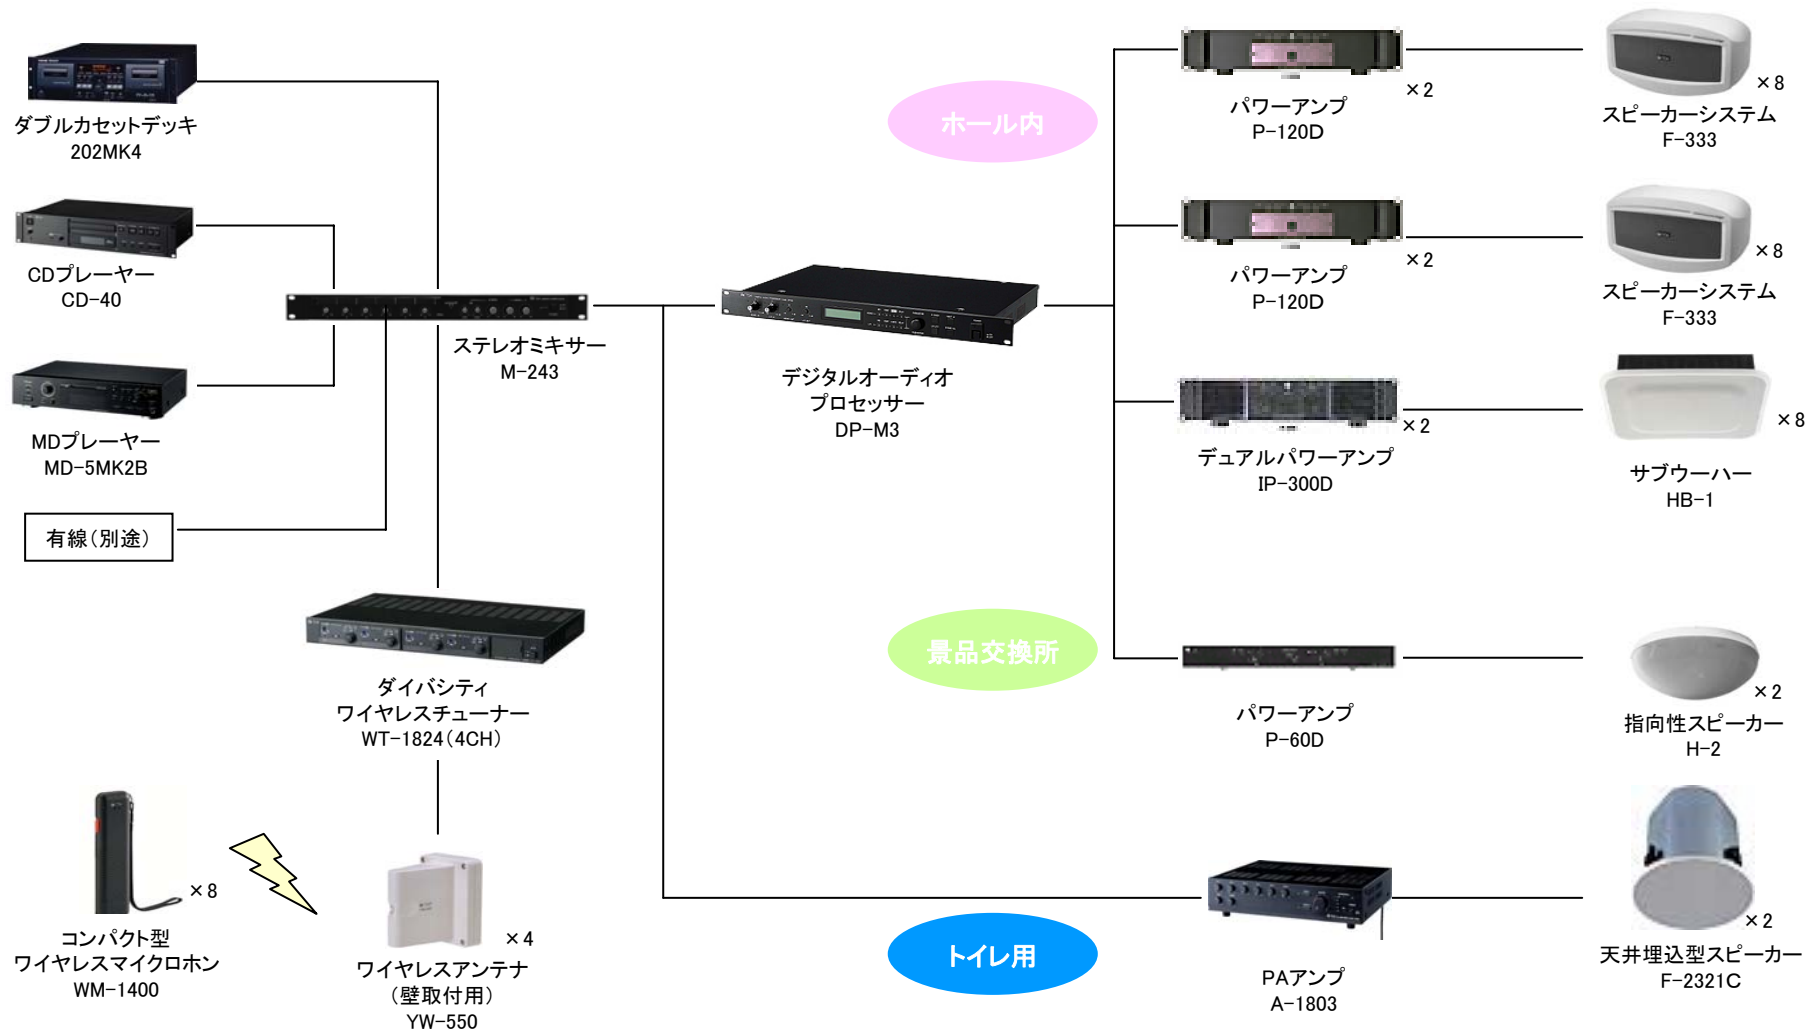 ダブルカセットデッキ
202MK4
CDプレーヤー
CD-40
MDプレーヤー
MD-5MK2B
有線(別途)
ステレオミキサー
M-243
ダイバシティ
ワイヤレスチューナー
WT-1824(4CH)
×8
コンパクト型
ワイヤレスマイクロホン
WM-1400
×4
ワイヤレスアンテナ
(壁取付用)
YW-550
デジタルオーディオ
プロセッサー
DP-M3
ホール内
×2
パワーアンプ
P-120D
×8
スピーカーシステム
F-333
×2
パワーアンプ
P-120D
×8
スピーカーシステム
F-333
×2
デュアルパワーアンプ
IP-300D
×8
サブウーハー
HB-1
景品交換所
パワーアンプ
P-60D
×2
指向性スピーカー
H-2
トイレ用
PAアンプ
A-1803
×2
天井埋込型スピーカー
F-2321C